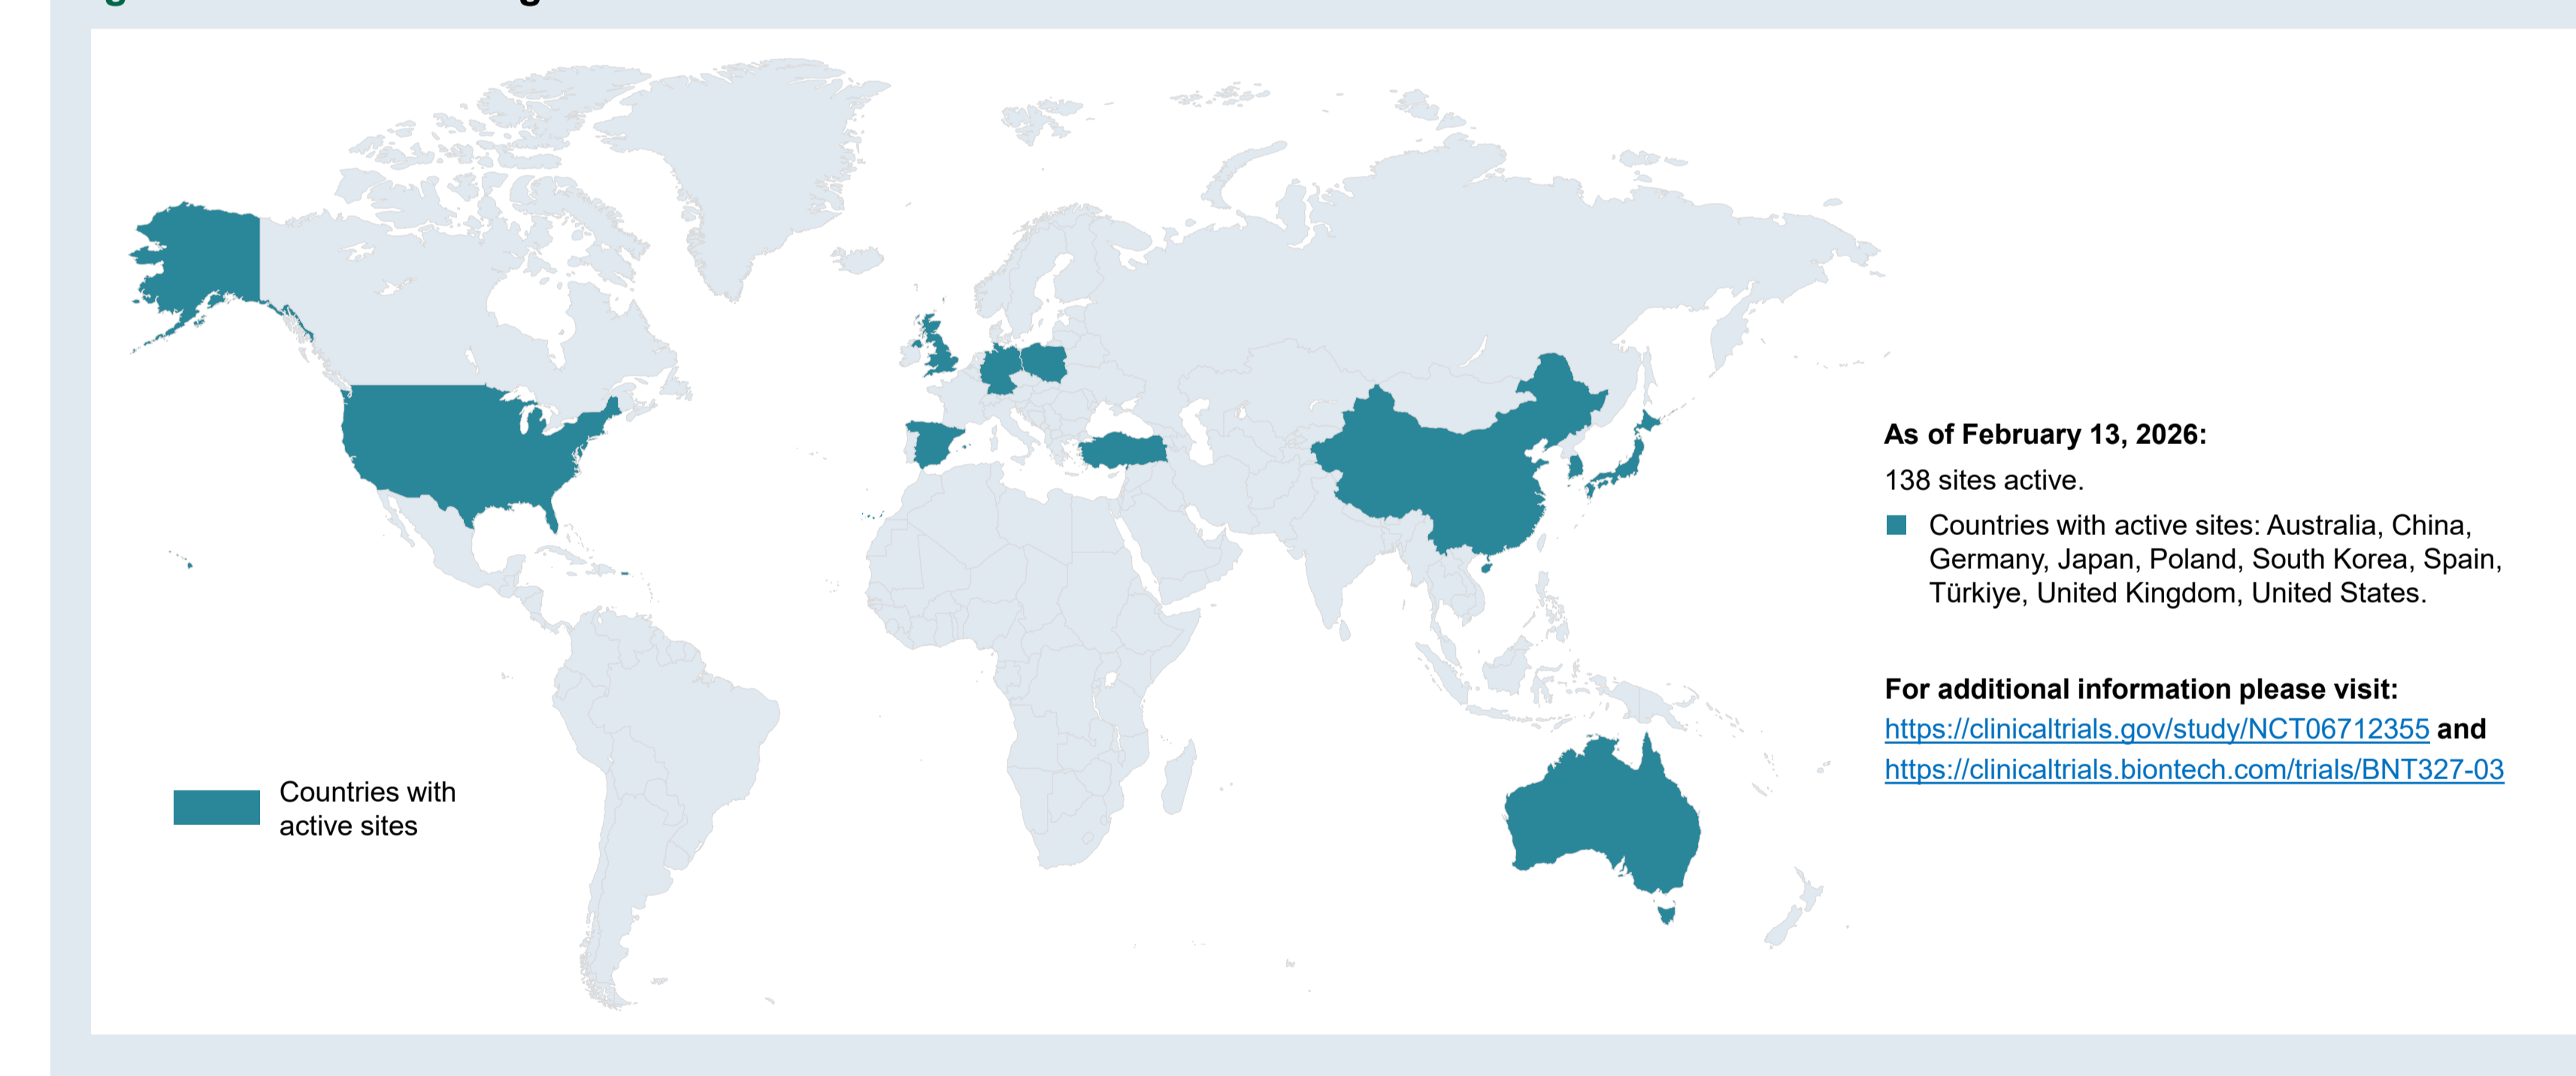 As of February 13, 2026:
138 sites active.
Countries with active sites: Australia, China,
Germany, Japan, Poland, South Korea, Spain,
Türkiye, United Kingdom, United States.
For additional information please visit:
https://clinicaltrials.gov/study/NCT06712355 and
https://clinicaltrials.biontech.com/trials/BNT327-03
Countries with
active sites